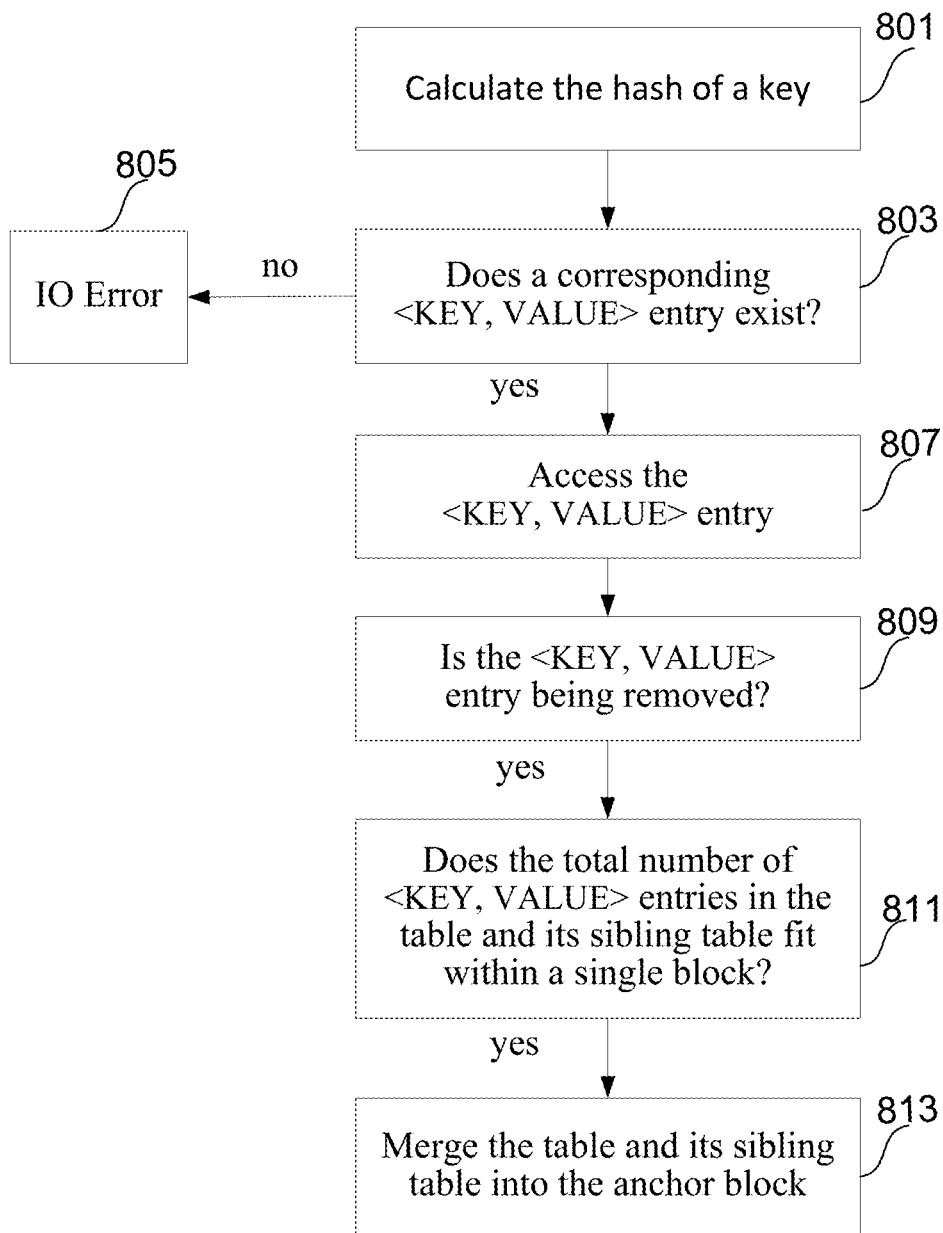 801
Calculate the hash of a key
805
803
IO Error
no
Does a corresponding
<KEY, VALUE> entry exist?
yes
807
Access the
<KEY, VALUE> entry
809
Is the <KEY, VALUE>
entry being removed?
yes
Does the total number of
<KEY, VALUE> entries in the
table and its sibling table fit
within a single block?
811
yes
813
Merge the table and its sibling
table into the anchor block